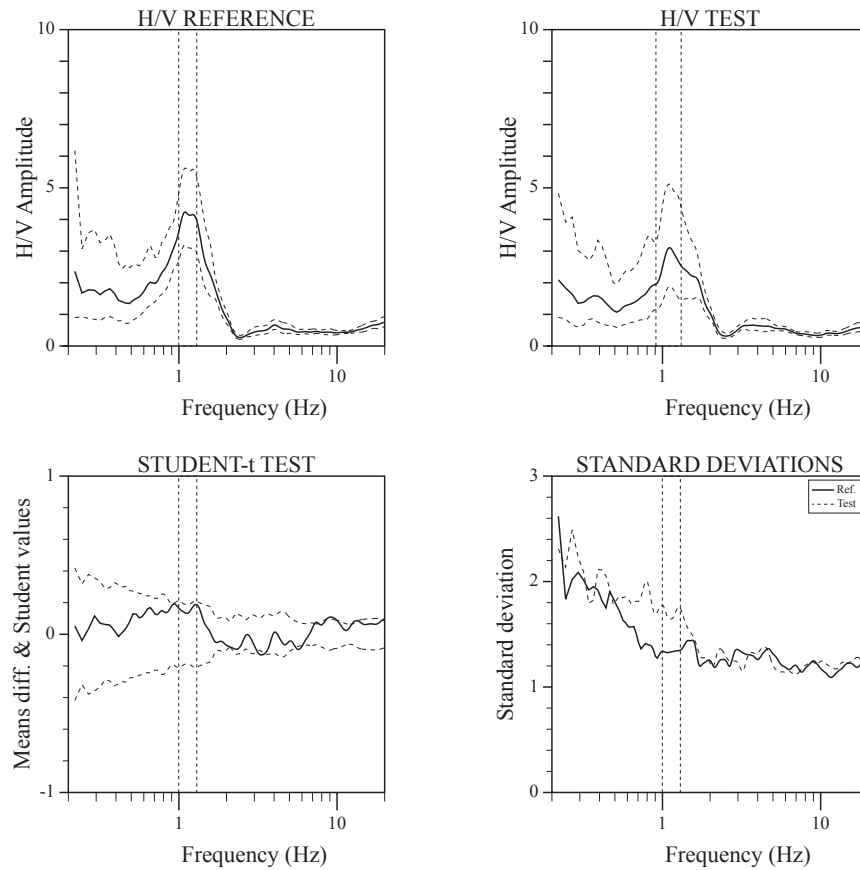 H/V REFERENCE
10
5
0
H/V Amplitude
1
10
Frequency (Hz)
H/V TEST
10
5
0
H/V Amplitude
1
10
Frequency (Hz)
STUDENT-t TEST
1
0
-1
Means diff. & Student values
1
10
Frequency (Hz)
STANDARD DEVIATIONS
3
2
1
0
Standard deviation
Ref.
Test
1
10
Frequency (Hz)